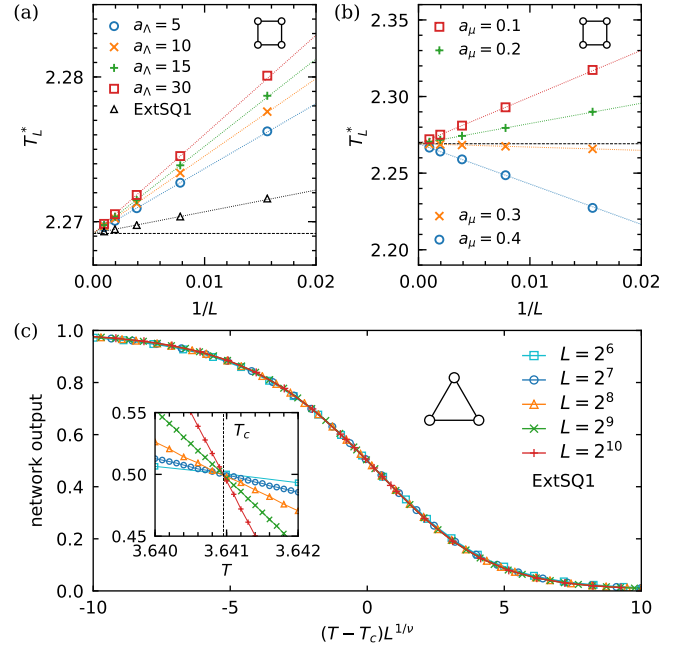 (a)
a_Λ = 5
a_Λ = 10
a_Λ = 15
a_Λ = 30
ExtSQ1
2.28
2.27
T_L^*
0.00
0.01
0.02
1/L
(b)
a_μ = 0.1
a_μ = 0.2
a_μ = 0.3
a_μ = 0.4
2.35
2.30
2.25
2.20
T_L^*
0.00
0.01
0.02
1/L
(c)
1.0
0.8
0.6
0.4
0.2
0.0
network output
L = 2^6
L = 2^7
L = 2^8
L = 2^9
L = 2^10
ExtSQ1
0.55
0.50
0.45
T_c
3.640
3.641
3.642
T
-10
-5
0
5
10
(T − T_c)L^{1/ν}